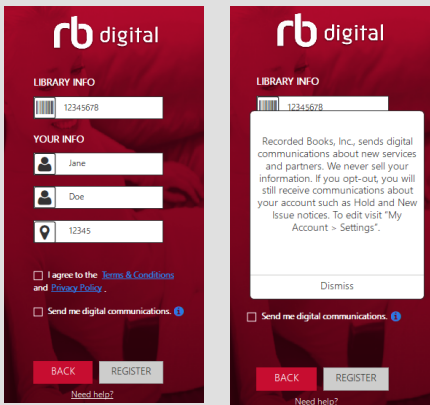 rb digital
LIBRARY INFO
12345678
YOUR INFO
Jane
Doe
12345
I agree to the Terms & Conditions
and Privacy Policy .
Send me digital communications.
BACK
REGISTER
Need help?
rb digital
LIBRARY INFO
12345678
Recorded Books, Inc., sends digital
communications about new services
and partners. We never sell your
information. If you opt-out, you will
still receive communications about
your account such as Hold and New
Issue notices. To edit visit "My
Account > Settings".
Dismiss
Send me digital communications.
BACK
REGISTER
Need help?